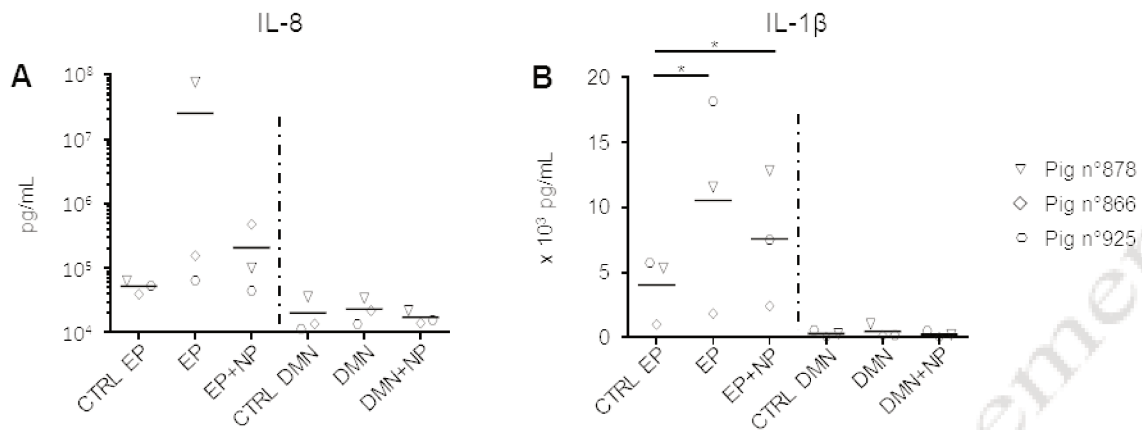 IL-8
A
10⁸
10⁷
10⁶
10⁵
10⁴
pg/mL
CTRL EP
EP
EP+NP
CTRL DMN
DMN
DMN+NP
IL-1β
B
*
*
20
15
10
5
0
x 10³ pg/mL
CTRL EP
EP
EP+NP
CTRL DMN
DMN
DMN+NP
Pig n°878
Pig n°866
Pig n°925